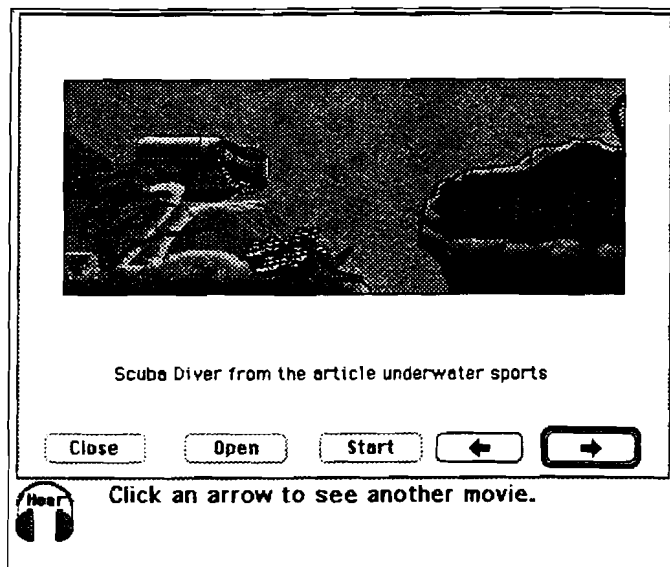 Scuba Diver from the article underwater sports
Close Open Start ← →
Hear Click an arrow to see another movie.